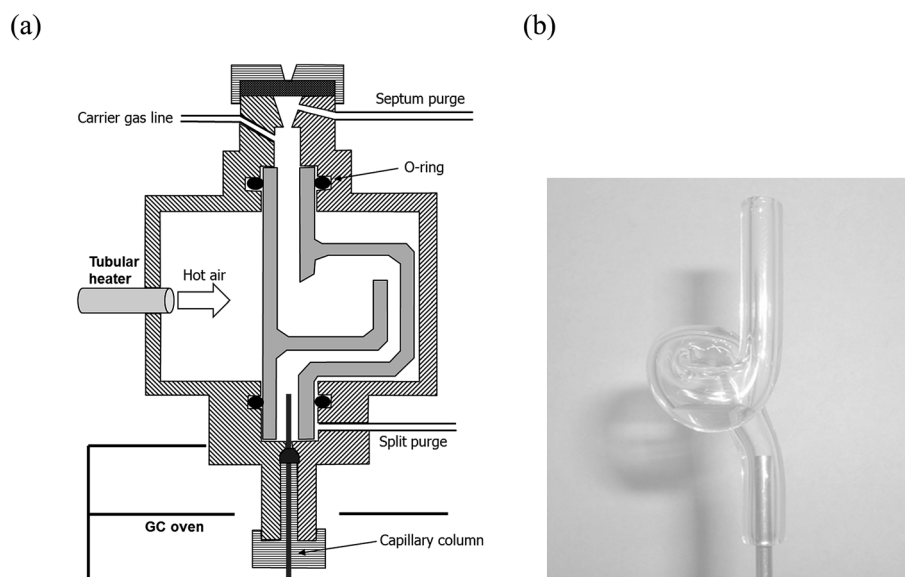 (a)
(b)
Septum purge
Carrier gas line
O-ring
Tubular
heater
Hot air
Split purge
GC oven
Capillary column